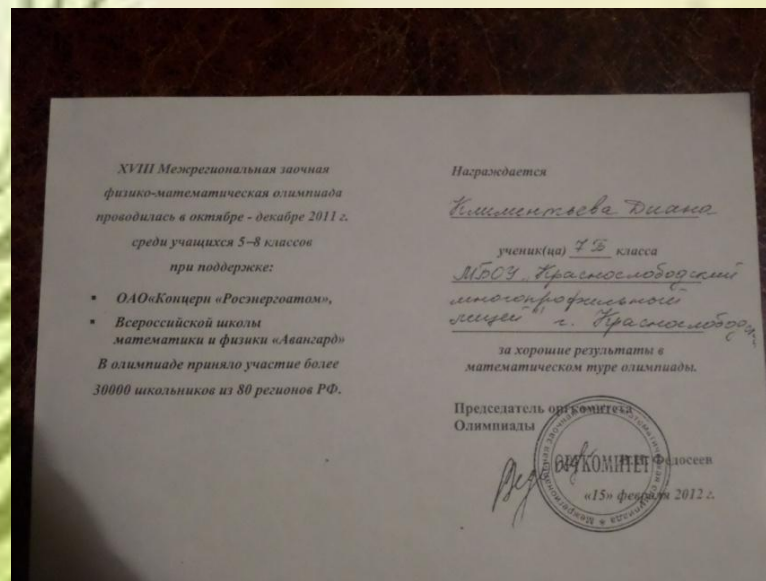 XVIII Межрегиональная заочная
физико-математическая олимпиада
проводилась в октябре - декабре 2011 г.
среди учащихся 5–8 классов
при поддержке:
▪ ОАО«Концерн «Росэнергоатом»,
▪ Всероссийской школы
математики и физики «Авангард»
В олимпиаде приняло участие более
30000 школьников из 80 регионов РФ.
Награждается
Климентьева Диана
ученик(ца) 7 Б класса
МБОУ „Краснослободский
многопрофильный
лицей" г. Краснослободск
за хорошие результаты в
математическом туре олимпиады.
Председатель оргкомитета
Олимпиады
ОРГКОМИТЕТ
Федосеев
«15» февраля 2012 г.